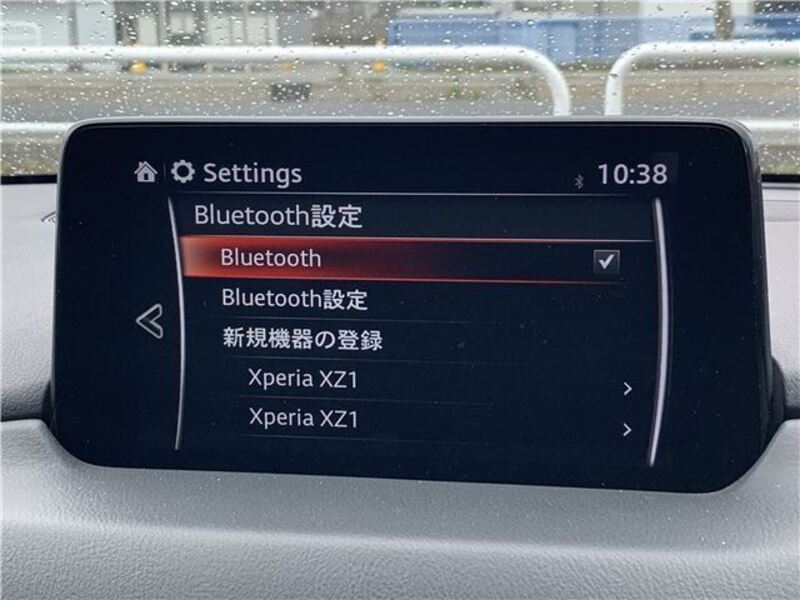 Settings 10:38
Bluetooth設定
Bluetooth
Bluetooth設定
新規機器の登録
Xperia XZ1
Xperia XZ1